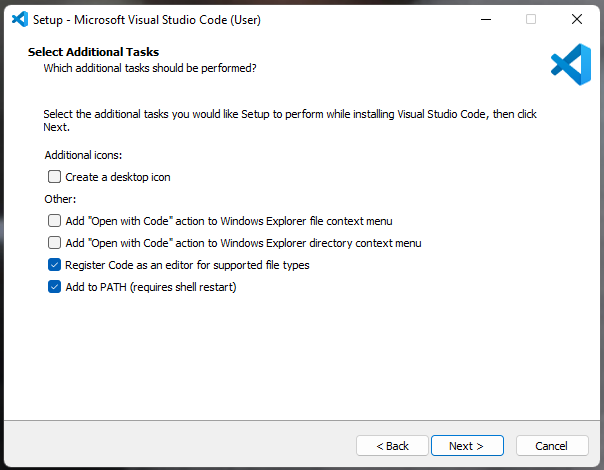 Setup - Microsoft Visual Studio Code (User)
Select Additional Tasks
Which additional tasks should be performed?
Select the additional tasks you would like Setup to perform while installing Visual Studio Code, then click
Next.
Additional icons:
Create a desktop icon
Other:
Add "Open with Code" action to Windows Explorer file context menu
Add "Open with Code" action to Windows Explorer directory context menu
Register Code as an editor for supported file types
Add to PATH (requires shell restart)
< Back
Next >
Cancel